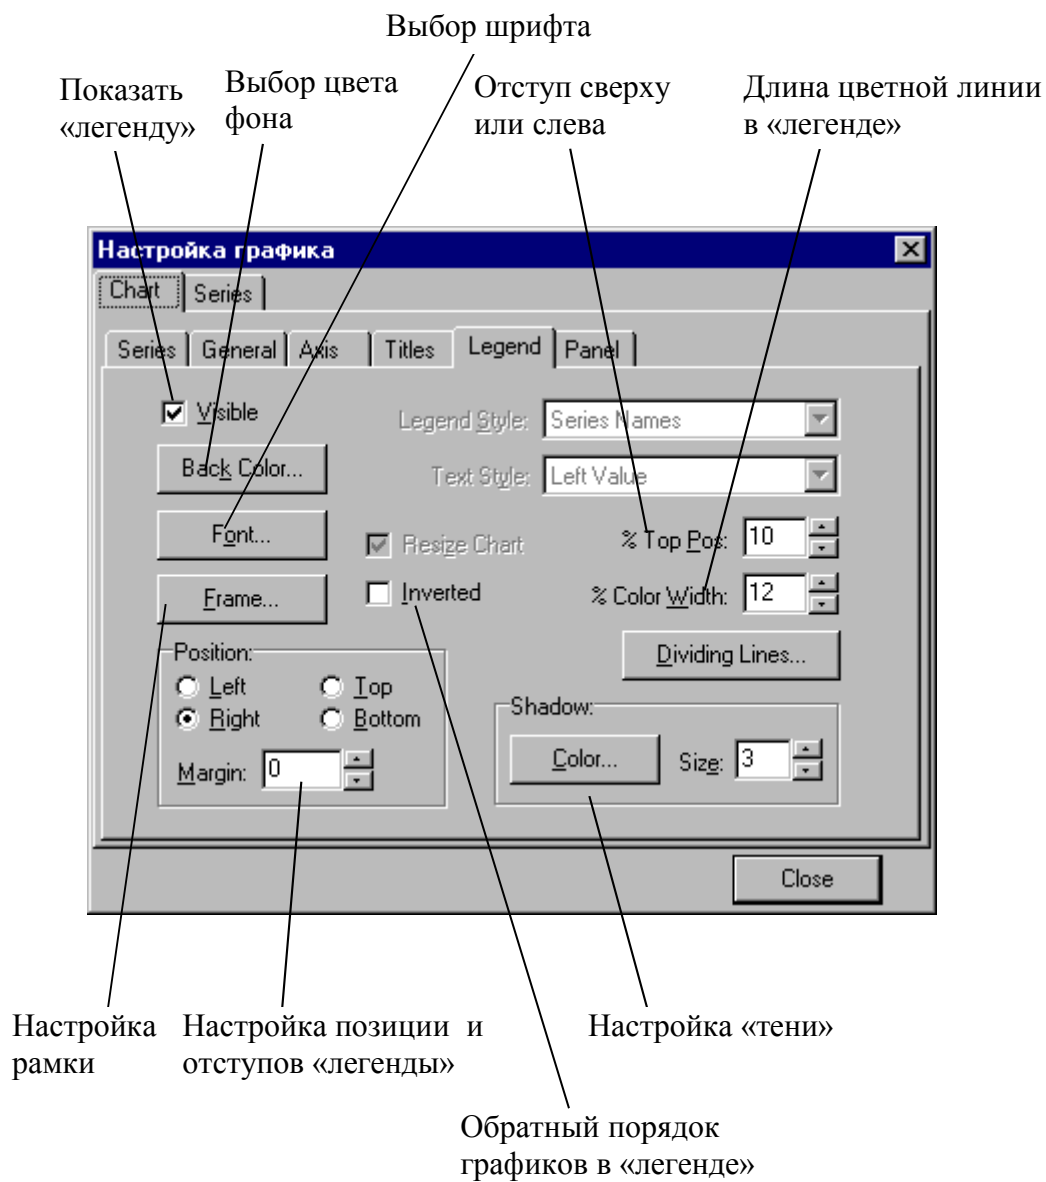 Выбор шрифта
Показать
«легенду»
Выбор цвета
фона
Отступ сверху
или слева
Длина цветной линии
в «легенде»
Настройка графика
Chart Series
Series General Axis Titles Legend Panel
Visible
Legend Style: Series Names
Back Color...
Text Style: Left Value
Font...
Resize Chart
% Top Pos: 10
Frame...
Inverted
% Color Width: 12
Dividing Lines...
Position:
Left Top
Right Bottom
Margin: 0
Shadow:
Color... Size: 3
Close
Настройка
рамки
Настройка позиции и
отступов «легенды»
Настройка «тени»
Обратный порядок
графиков в «легенде»